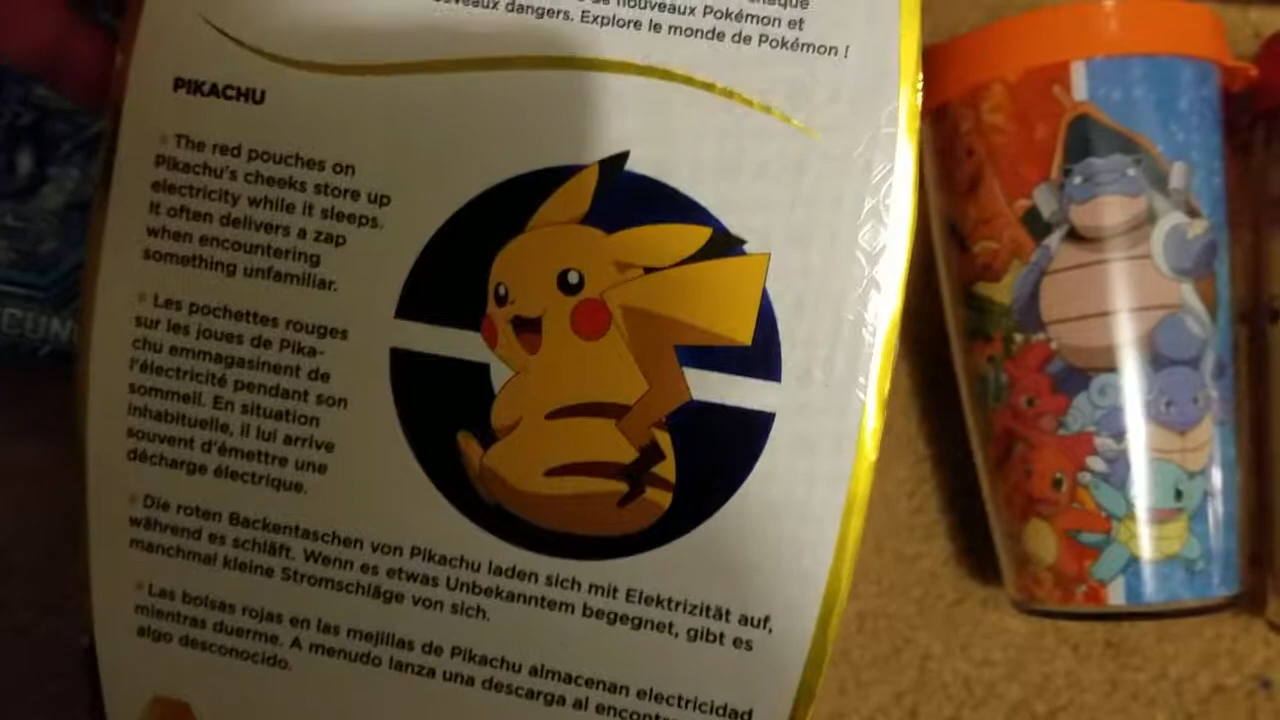 nouveaux Pokémon et
dangers. Explore le monde de Pokémon !
PIKACHU
The red pouches on
Pikachu's cheeks store up
electricity while it sleeps.
It often delivers a zap
when encountering
something unfamiliar.
Les pochettes rouges
sur les joues de Pika-
chu emmagasinent de
l'électricité pendant son
sommeil. En situation
inhabituelle, il lui arrive
souvent d'émettre une
décharge électrique.
Die roten Backentaschen von Pikachu laden sich mit Elektrizität auf,
während es schläft. Wenn es etwas Unbekanntem begegnet, gibt es
manchmal kleine Stromschläge von sich.
Las bolsas rojas en las mejillas de Pikachu almacenan electricidad
mientras duerme. A menudo lanza una descarga al
algo desconocido.